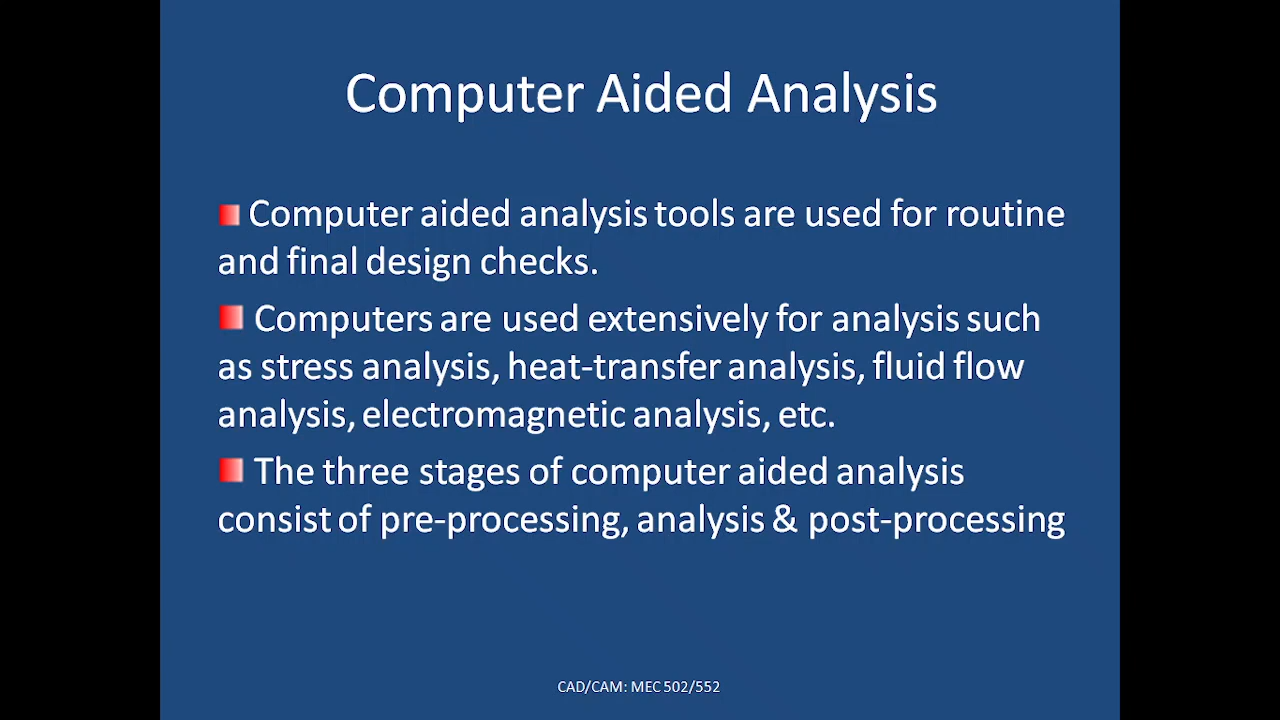 Computer Aided Analysis
Computer aided analysis tools are used for routine
and final design checks.
Computers are used extensively for analysis such
as stress analysis, heat-transfer analysis, fluid flow
analysis, electromagnetic analysis, etc.
The three stages of computer aided analysis
consist of pre-processing, analysis & post-processing
CAD/CAM: MEC 502/552